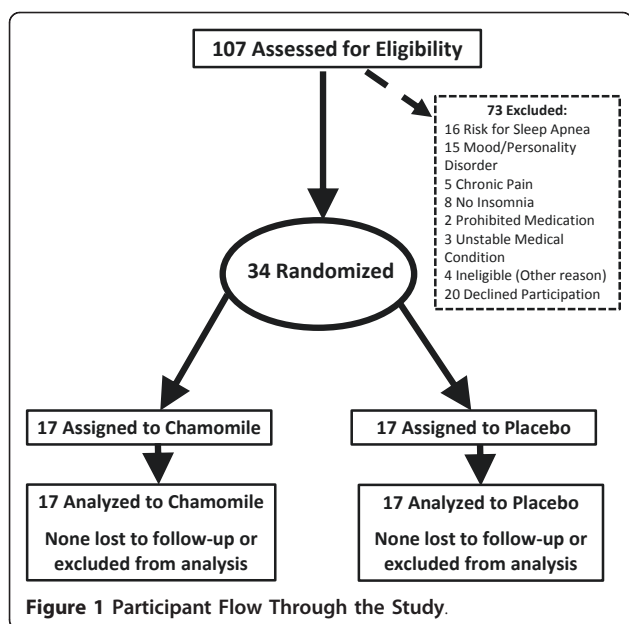 107 Assessed for Eligibility
73 Excluded:
16 Risk for Sleep Apnea
15 Mood/Personality
Disorder
5 Chronic Pain
8 No Insomnia
2 Prohibited Medication
3 Unstable Medical
Condition
4 Ineligible (Other reason)
20 Declined Participation
34 Randomized
17 Assigned to Chamomile
17 Assigned to Placebo
17 Analyzed to Chamomile
None lost to follow-up or
excluded from analysis
17 Analyzed to Placebo
None lost to follow-up or
excluded from analysis
Figure 1 Participant Flow Through the Study.